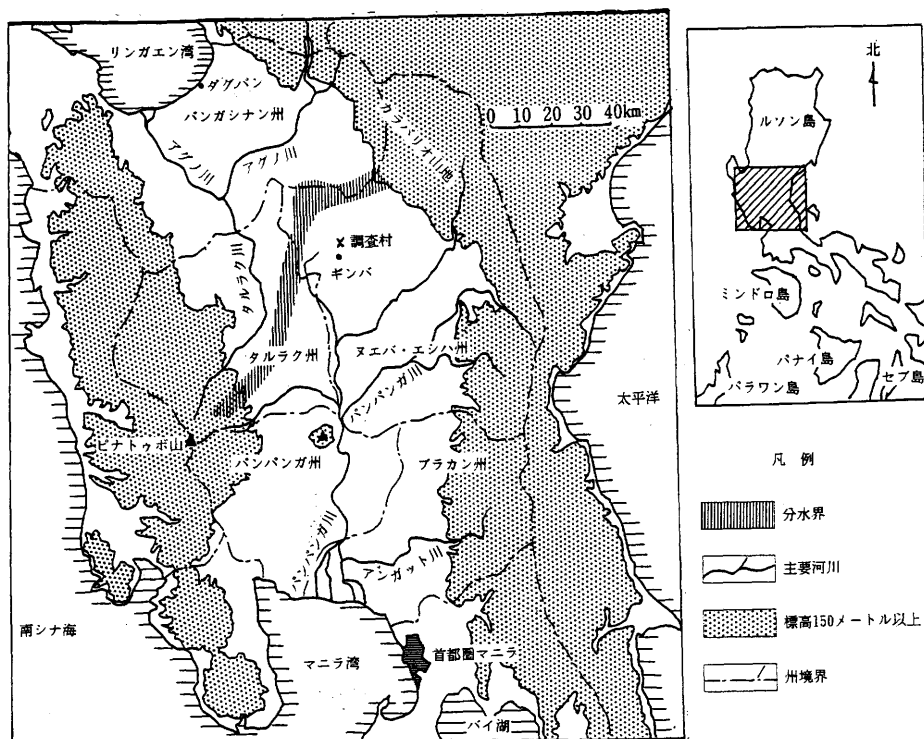 リンガエン湾
ダグパン
パンガシナン州
アグノ川
アグノ川
カラバリオ山地
0 10 20 30 40km
×調査村
ギンバ
タルラク川
タルラク州
ヌエバ・エシハ州
パンパンガ川
太平洋
ピナトゥボ山
パンパンガ州
ブラカン州
パンパンガ川
アンガット川
南シナ海
マニラ湾
首都圏マニラ
バイ湖
北
ルソン島
ミンドロ島
パナイ島
セブ島
パラワン島
凡例
分水界
主要河川
標高150メートル以上
州境界